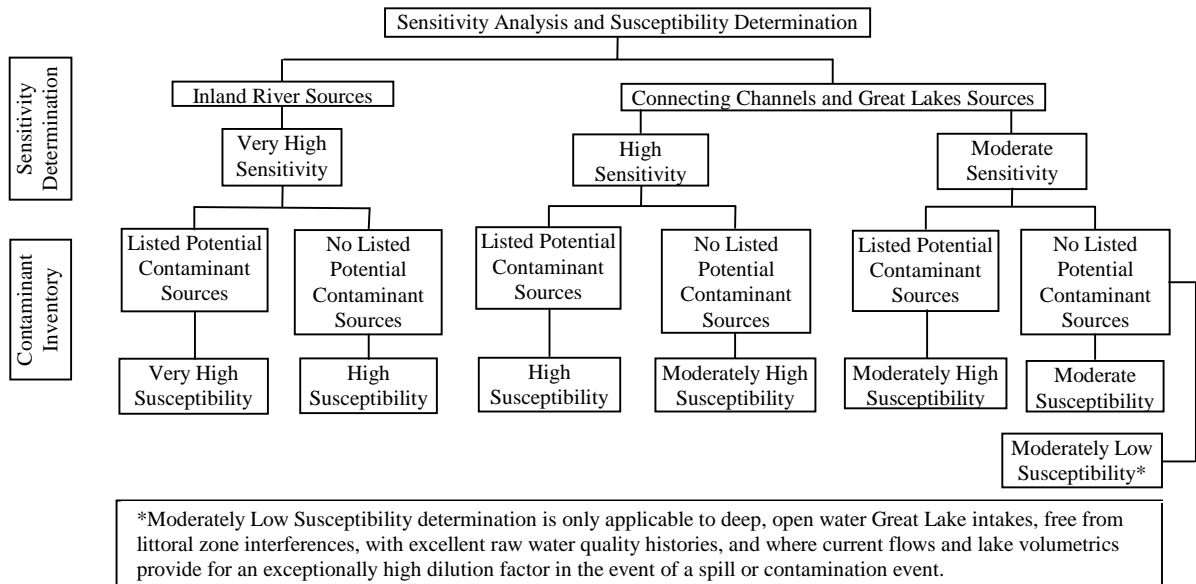 Sensitivity Analysis and Susceptibility Determination
Sensitivity
Determination
Inland River Sources
Connecting Channels and Great Lakes Sources
Very High
Sensitivity
High
Sensitivity
Moderate
Sensitivity
Contaminant
Inventory
Listed Potential
Contaminant
Sources
No Listed
Potential
Contaminant
Sources
Listed Potential
Contaminant
Sources
No Listed
Potential
Contaminant
Sources
Listed Potential
Contaminant
Sources
No Listed
Potential
Contaminant
Sources
Very High
Susceptibility
High
Susceptibility
High
Susceptibility
Moderately High
Susceptibility
Moderately High
Susceptibility
Moderate
Susceptibility
Moderately Low
Susceptibility*
*Moderately Low Susceptibility determination is only applicable to deep, open water Great Lake intakes, free from
littoral zone interferences, with excellent raw water quality histories, and where current flows and lake volumetrics
provide for an exceptionally high dilution factor in the event of a spill or contamination event.